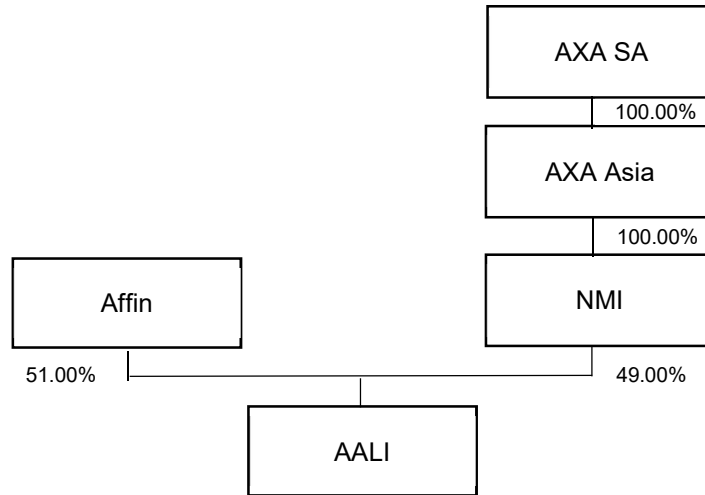 AXA SA
100.00%
AXA Asia
100.00%
Affin
NMI
51.00%
49.00%
AALI